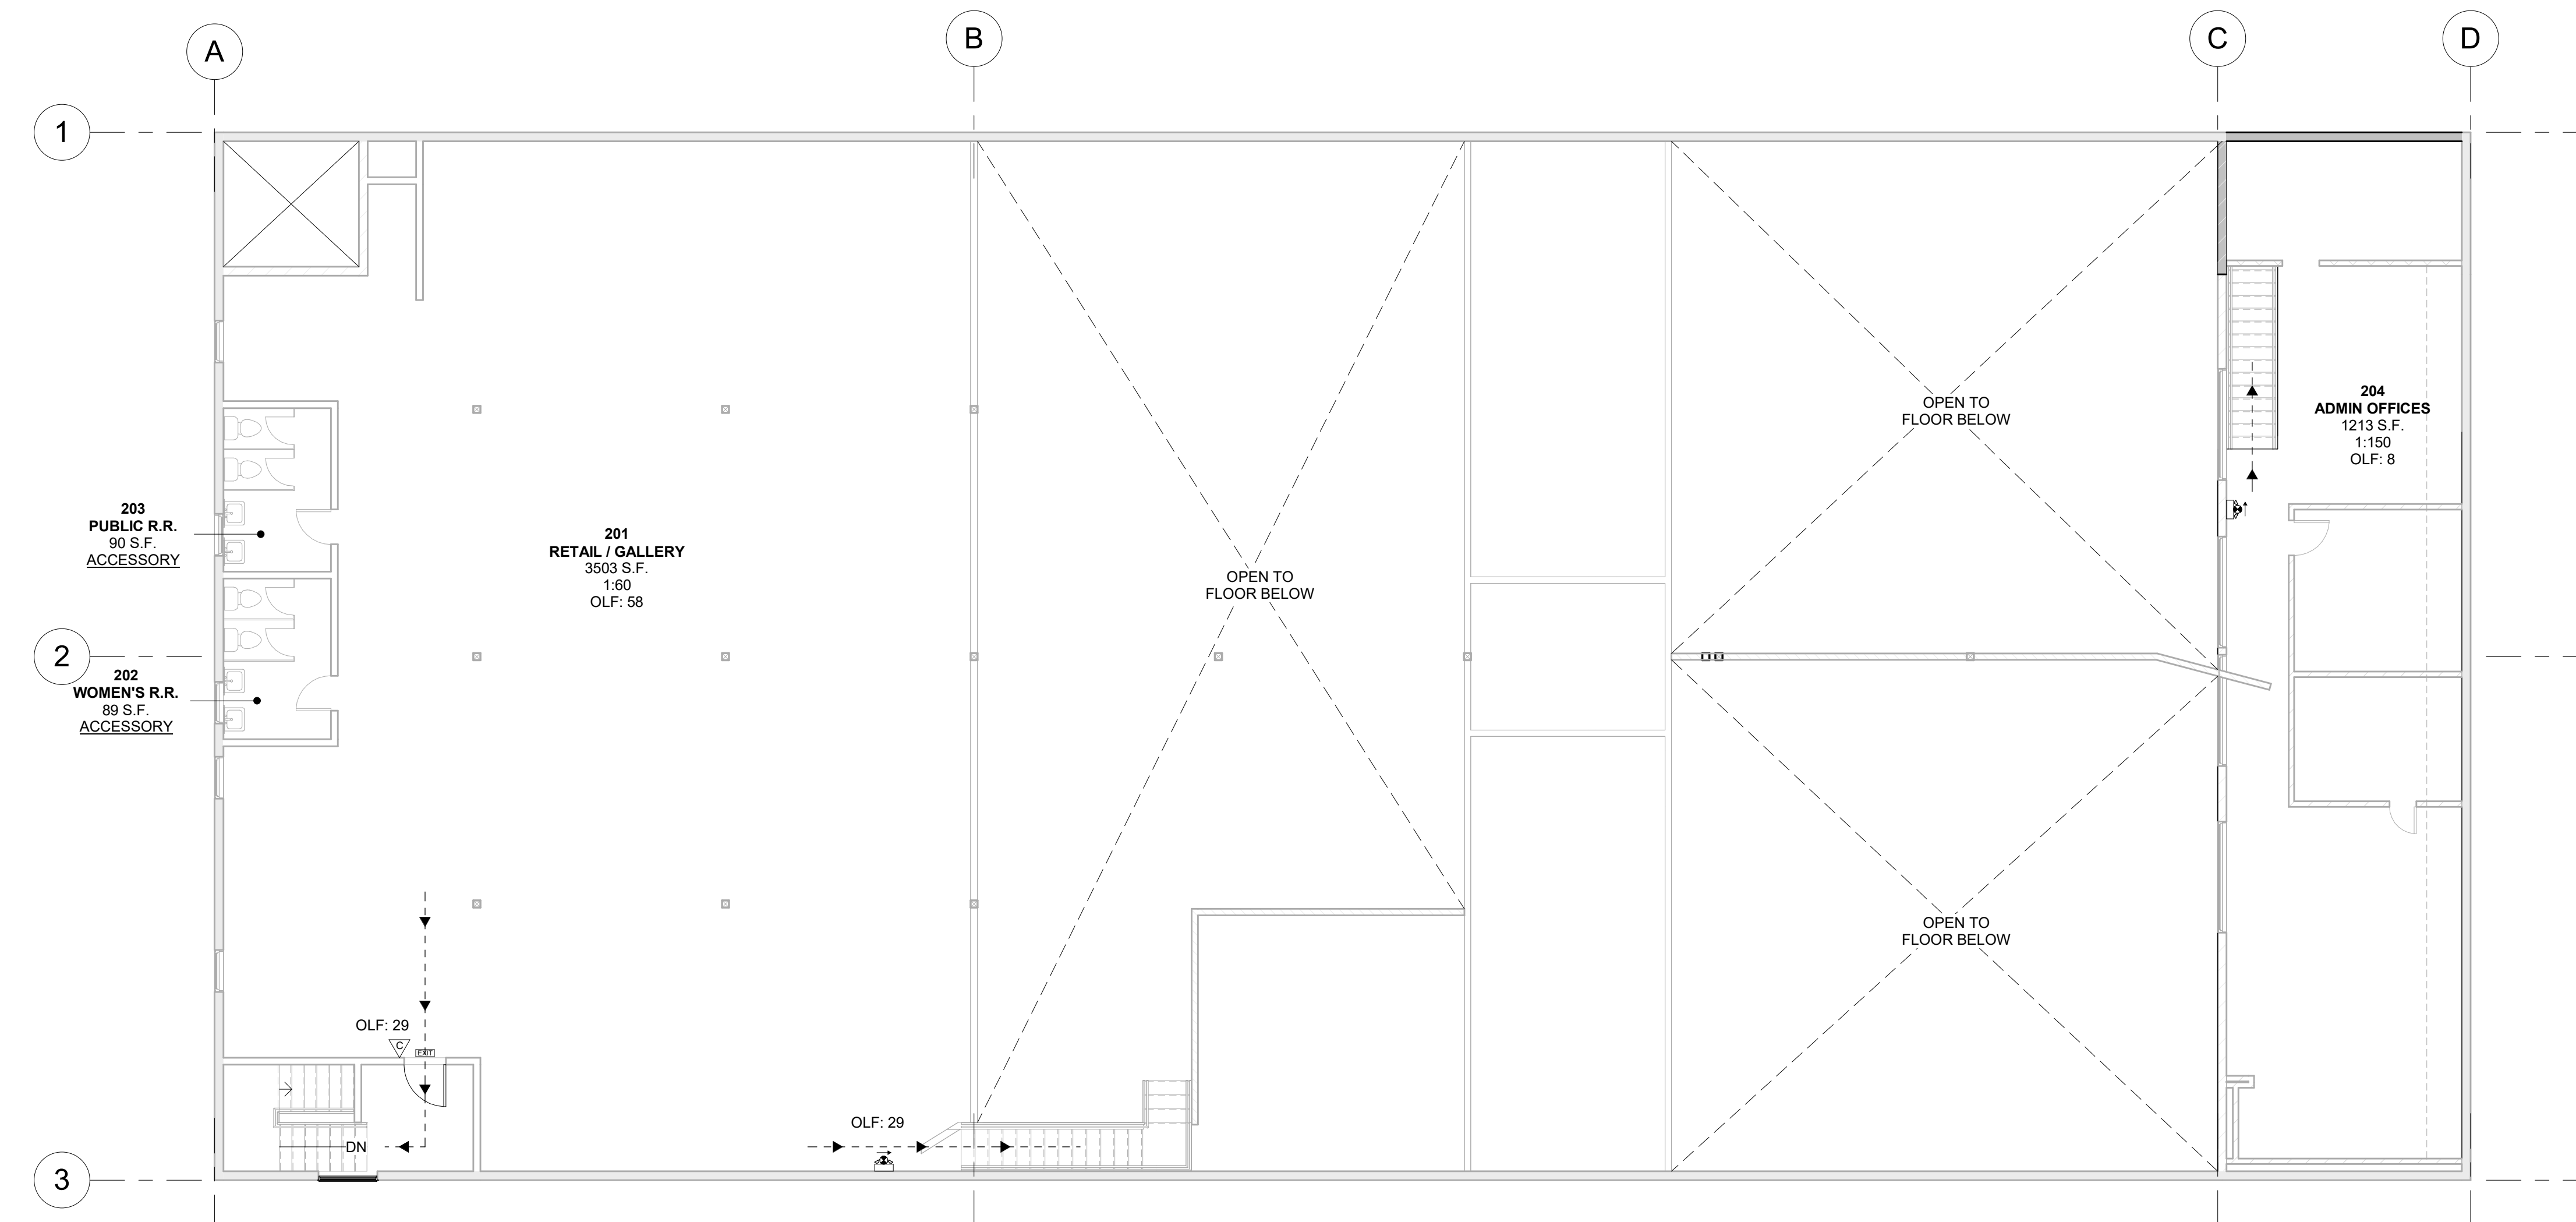 A
B
C
D
1
2
3
203
PUBLIC R.R.
90 S.F.
ACCESSORY
202
WOMEN'S R.R.
89 S.F.
ACCESSORY
201
RETAIL / GALLERY
3503 S.F.
1:60
OLF: 58
OPEN TO
FLOOR BELOW
OPEN TO
FLOOR BELOW
OPEN TO
FLOOR BELOW
204
ADMIN OFFICES
1213 S.F.
1:150
OLF: 8
OLF: 29
C
EXIT
DN
OLF: 29